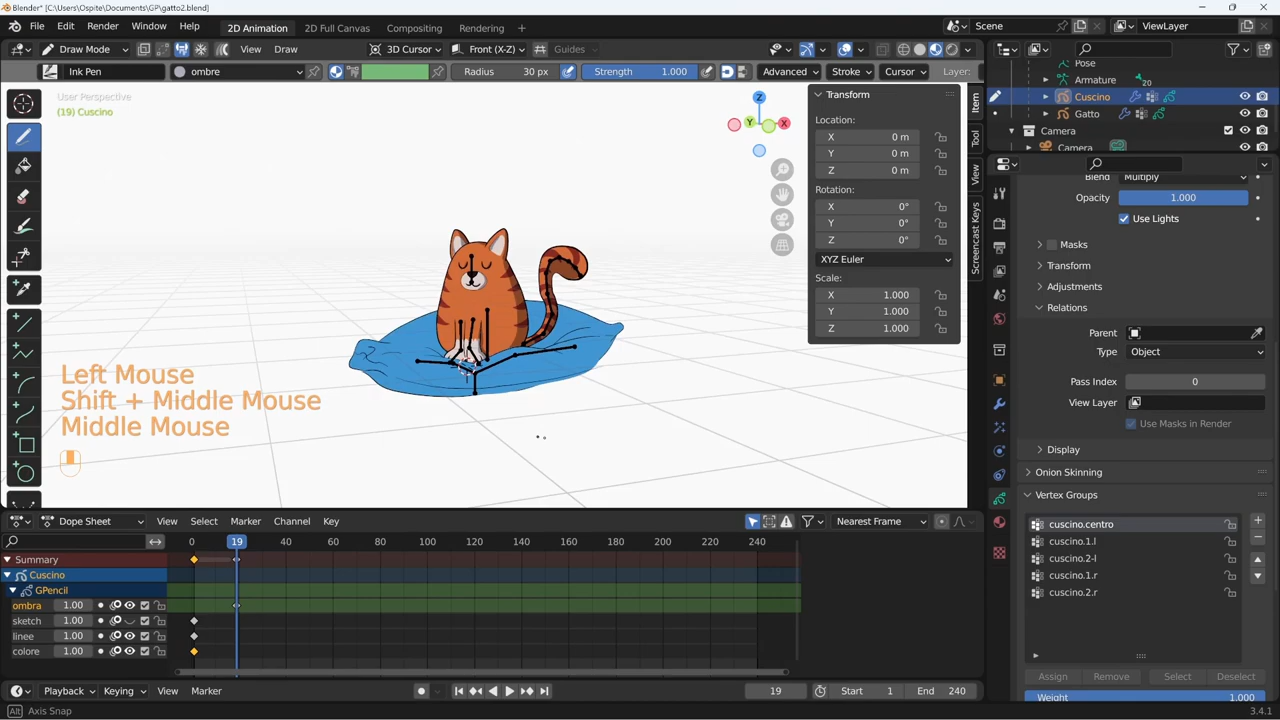 Blender* [C:\Users\Ospite\Documents\GP\gatto2.blend]
File Edit Render Window Help 2D Animation 2D Full Canvas Compositing Rendering Scene ViewLayer
Draw Mode View Draw 3D Cursor Front (X-Z) Guides
Ink Pen ombre Radius 30 px Strength 1.000 Advanced Stroke Cursor Layer:
User Perspective
(19) Cuscino
Z
Y
X
Transform
Location:
X 0 m
Y 0 m
Z 0 m
Rotation:
X 0°
Y 0°
Z 0°
XYZ Euler
Scale:
X 1.000
Y 1.000
Z 1.000
Item
Tool
View
Screencast Keys
Left Mouse
Shift + Middle Mouse
Middle Mouse
Pose
Armature 20
Cuscino
Gatto
Camera
Camera
Blend Multiply
Opacity 1.000
Use Lights
Masks
Transform
Adjustments
Relations
Parent
Type Object
Pass Index 0
View Layer
Use Masks in Render
Display
Onion Skinning
Vertex Groups
cuscino.centro
cuscino.1.l
cuscino.2-l
cuscino.1.r
cuscino.2.r
Assign Remove Select Deselect
Weight 1.000
Dope Sheet View Select Marker Channel Key Nearest Frame
0 19 40 60 80 100 120 140 160 180 200 220 240
Summary
Cuscino
GPencil
ombra 1.00
sketch 1.00
linee 1.00
colore 1.00
Playback Keying View Marker 19 Start 1 End 240
Alt Axis Snap 3.4.1